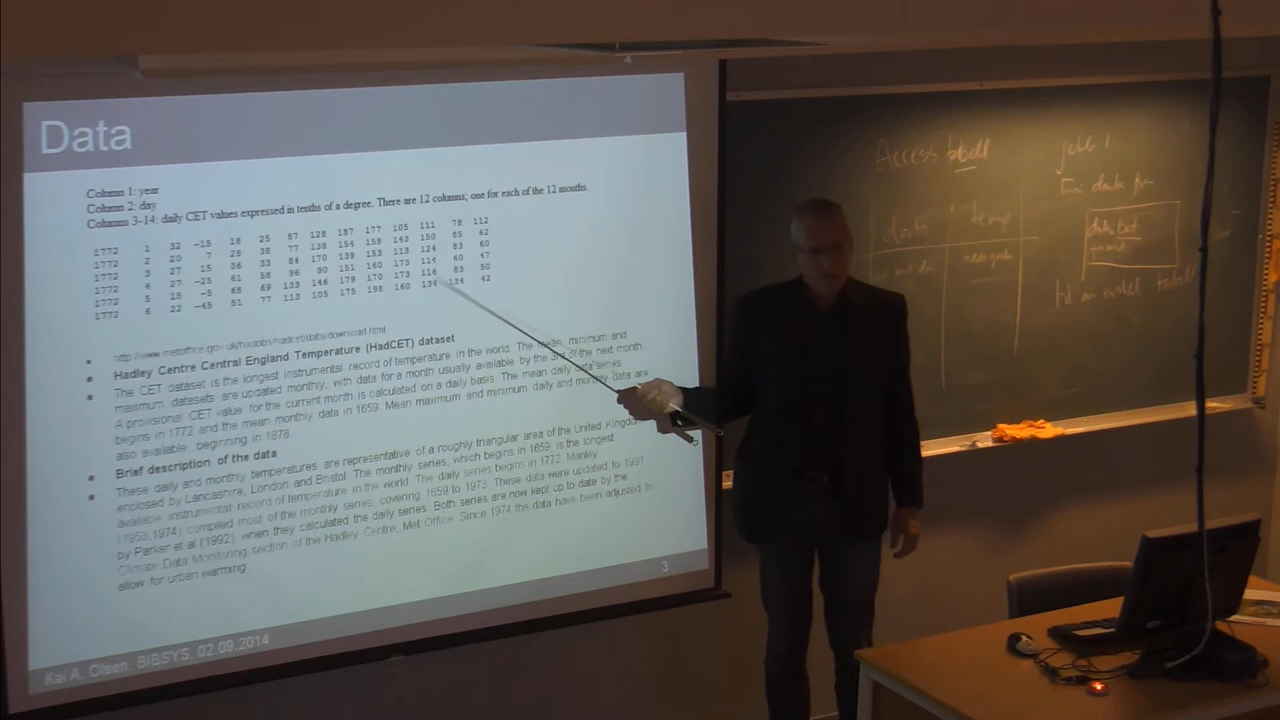 Data
Column 1: year
Column 2: day
Columns 3-14: daily CET values expressed in tenths of a degree. There are 12 columns; one for each of the 12 months.
1772 1 32 -15 18 25 87 128 187 177 105 111 78 112
1772 2 20 7 28 38 77 138 154 158 143 150 85 62
1772 3 27 15 36 33 84 170 139 153 113 124 83 60
1772 4 27 -25 61 58 96 90 151 160 173 114 60 47
1772 5 15 -5 68 69 133 146 179 170 173 116 83 50
1772 6 22 -45 51 77 113 105 175 198 160 134 134 42
http://www.metoffice.gov.uk/hadobs/hadcet/data/download.html
Hadley Centre Central England Temperature (HadCET) dataset
The CET dataset is the longest instrumental record of temperature in the world. The mean, minimum and
maximum datasets are updated monthly, with data for a month usually available by the 3rd of the next month.
A provisional CET value for the current month is calculated on a daily basis. The mean daily data series
begins in 1772 and the mean monthly data in 1659. Mean maximum and minimum daily and monthly data are
also available, beginning in 1878.
Brief description of the data
These daily and monthly temperatures are representative of a roughly triangular area of the United Kingdom
enclosed by Lancashire, London and Bristol. The monthly series, which begins in 1659, is the longest
available instrumental record of temperature in the world. The daily series begins in 1772. Manley
(1953,1974) compiled most of the monthly series, covering 1659 to 1973. These data were updated to 1991
by Parker et al (1992), when they calculated the daily series. Both series are now kept up to date by the
Climate Data Monitoring section of the Hadley Centre, Met Office. Since 1974 the data have been adjusted to
allow for urban warming
3
Kai A. Olsen, BIBSYS, 02.09.2014
Access tabell
dato temp
data fra
til en enkel tabell